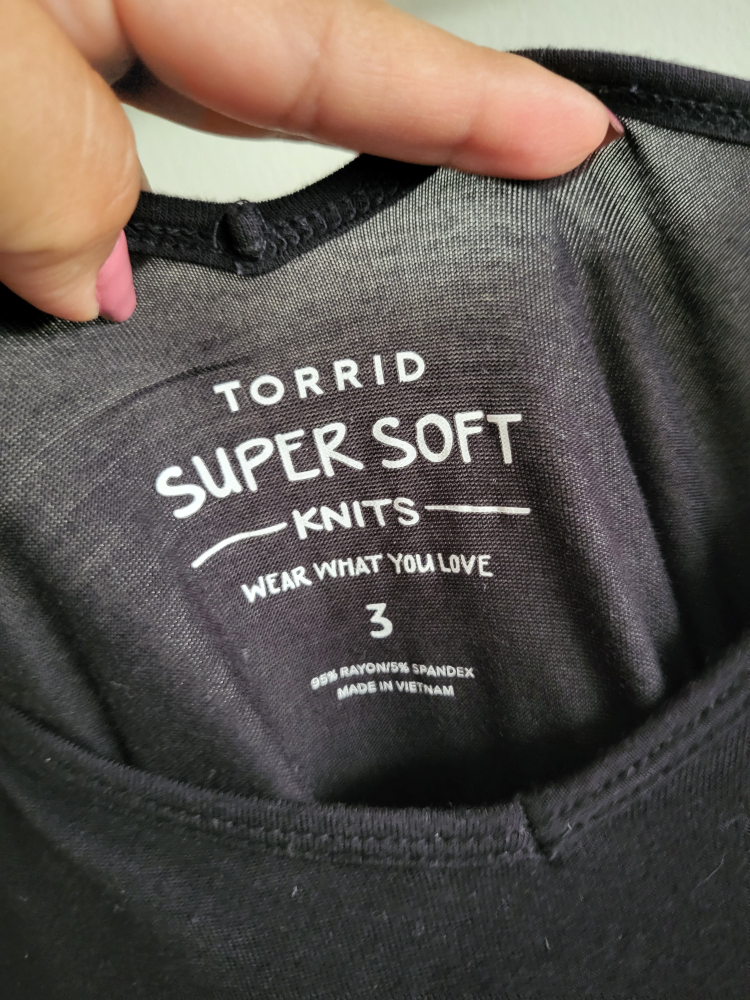 TORRID
SUPER SOFT
KNITS
WEAR WHAT YOU LOVE
3
95% RAYON/5% SPANDEX
MADE IN VIETNAM